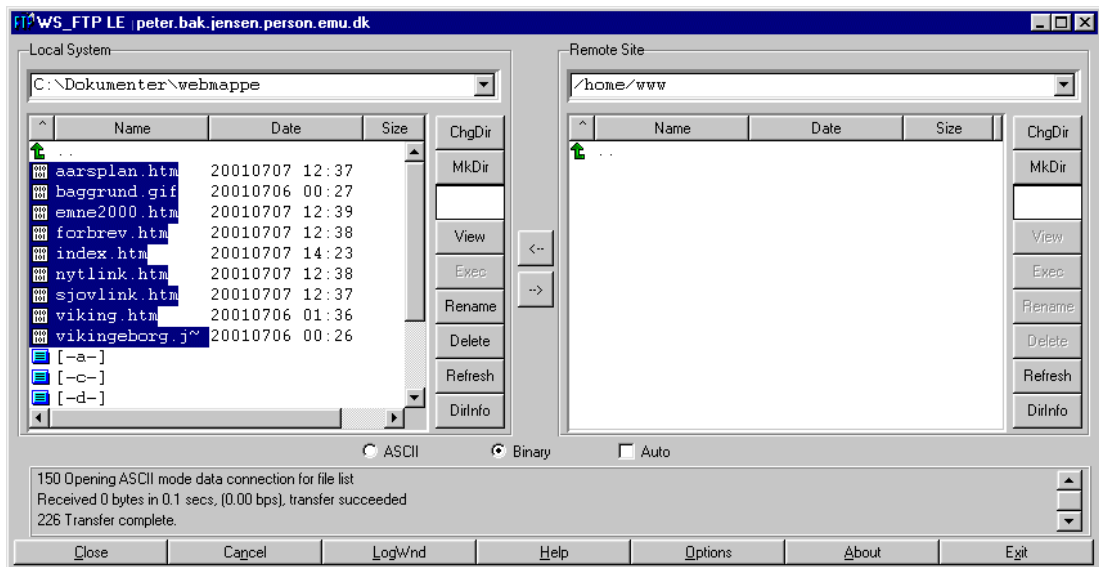 WS_FTP LE peter.bak.jensen.person.emu.dk
Local System
C:\Dokumenter\webmappe
^ Name Date Size
..
aarsplan.htm 20010707 12:37
baggrund.gif 20010706 00:27
emne2000.htm 20010707 12:39
forbrev.htm 20010707 12:38
index.htm 20010707 14:23
nytlink.htm 20010707 12:38
sjovlink.htm 20010707 12:37
viking.htm 20010706 01:36
vikingeborg.j~ 20010706 00:26
[-a-]
[-c-]
[-d-]
ChgDir
MkDir
View
Exec
Rename
Delete
Refresh
DirInfo
<--
-->
Remote Site
/home/www
^ Name Date Size
..
ChgDir
MkDir
View
Exec
Rename
Delete
Refresh
DirInfo
ASCII Binary Auto
150 Opening ASCII mode data connection for file list
Received 0 bytes in 0.1 secs, (0.00 bps), transfer succeeded
226 Transfer complete.
Close Cancel LogWnd Help Options About Exit